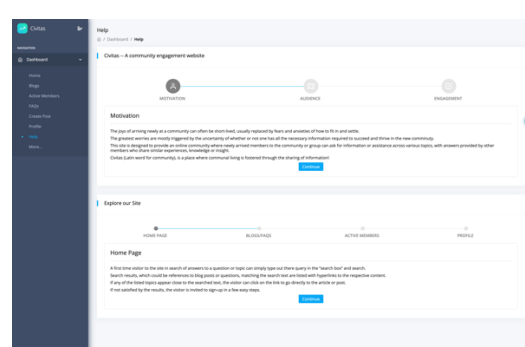 Civitas
NAVIGATION
Dashboard
Home
Blogs
Active Members
FAQs
Create Post
Profile
Help
More...
Help
/ Dashboard / Help
Civitas -- A community engagement website
MOTIVATION
AUDIENCE
ENGAGEMENT
Motivation
The joys of arriving newly at a community can often be short-lived, usually replaced by fears and anxieties of how to fit in and settle.
The greatest worries are mostly triggered by the uncertainty of whether or not one has all the necessary information required to succeed and thrive in the new community.
This site is designed to provide an online community where newly arrived members to the community or group can ask for information or assistance across various topics, with answers provided by other
members who share similar experiences, knowledge or insight.
Civitas (Latin word for community), is a place where communal living is fostered through the sharing of information!
Continue
Explore our Site
HOME PAGE
BLOGS/FAQS
ACTIVE MEMBERS
PROFILE
Home Page
A first time visitor to the site in search of answers to a question or topic can simply type out there query in the "search box" and search.
Search results, which could be references to blog posts or questions, matching the search text are listed with hyperlinks to the respective content.
If any of the listed topics appear close to the searched text, the visitor can click on the link to go directly to the article or post.
If not satisfied by the results, the visitor is invited to sign-up in a few easy steps.
Continue